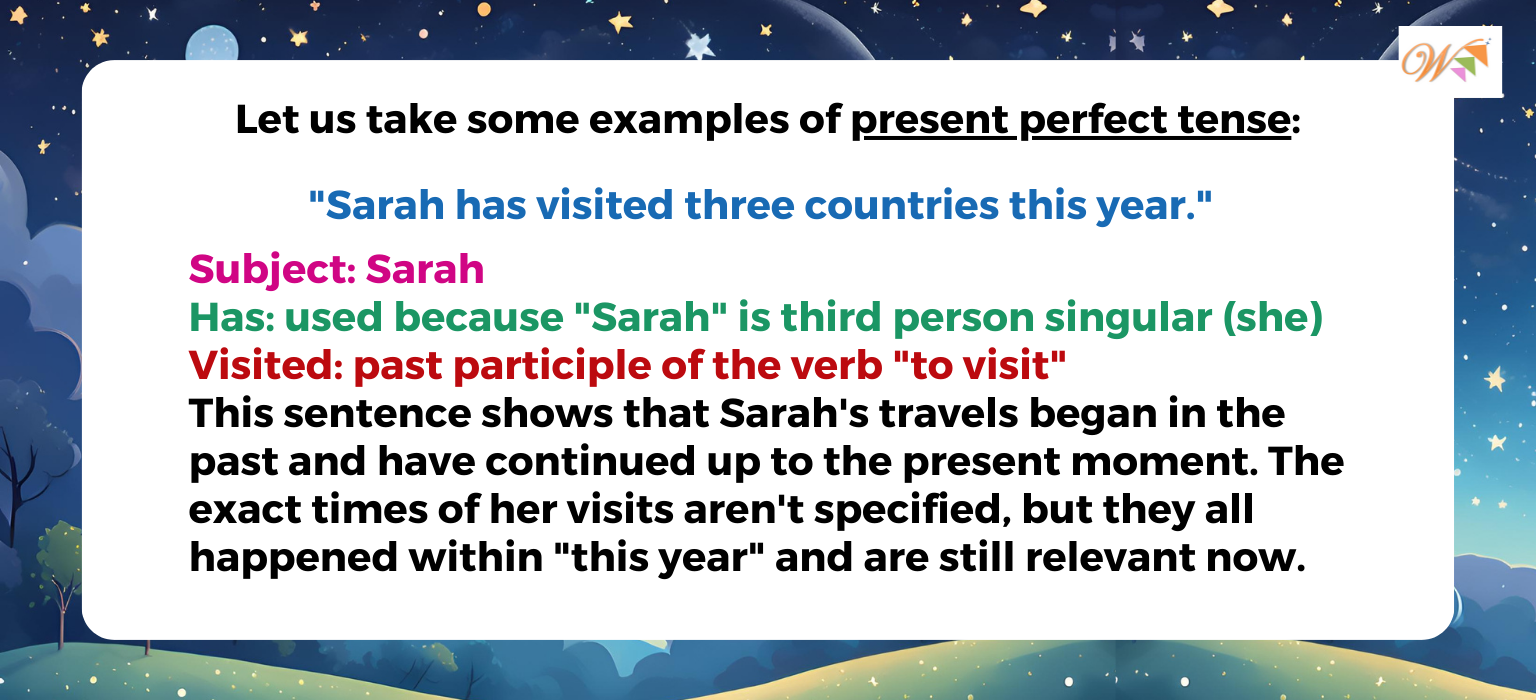 W
Let us take some examples of present perfect tense:
"Sarah has visited three countries this year."
Subject: Sarah
Has: used because "Sarah" is third person singular (she)
Visited: past participle of the verb "to visit"
This sentence shows that Sarah's travels began in the
past and have continued up to the present moment. The
exact times of her visits aren't specified, but they all
happened within "this year" and are still relevant now.